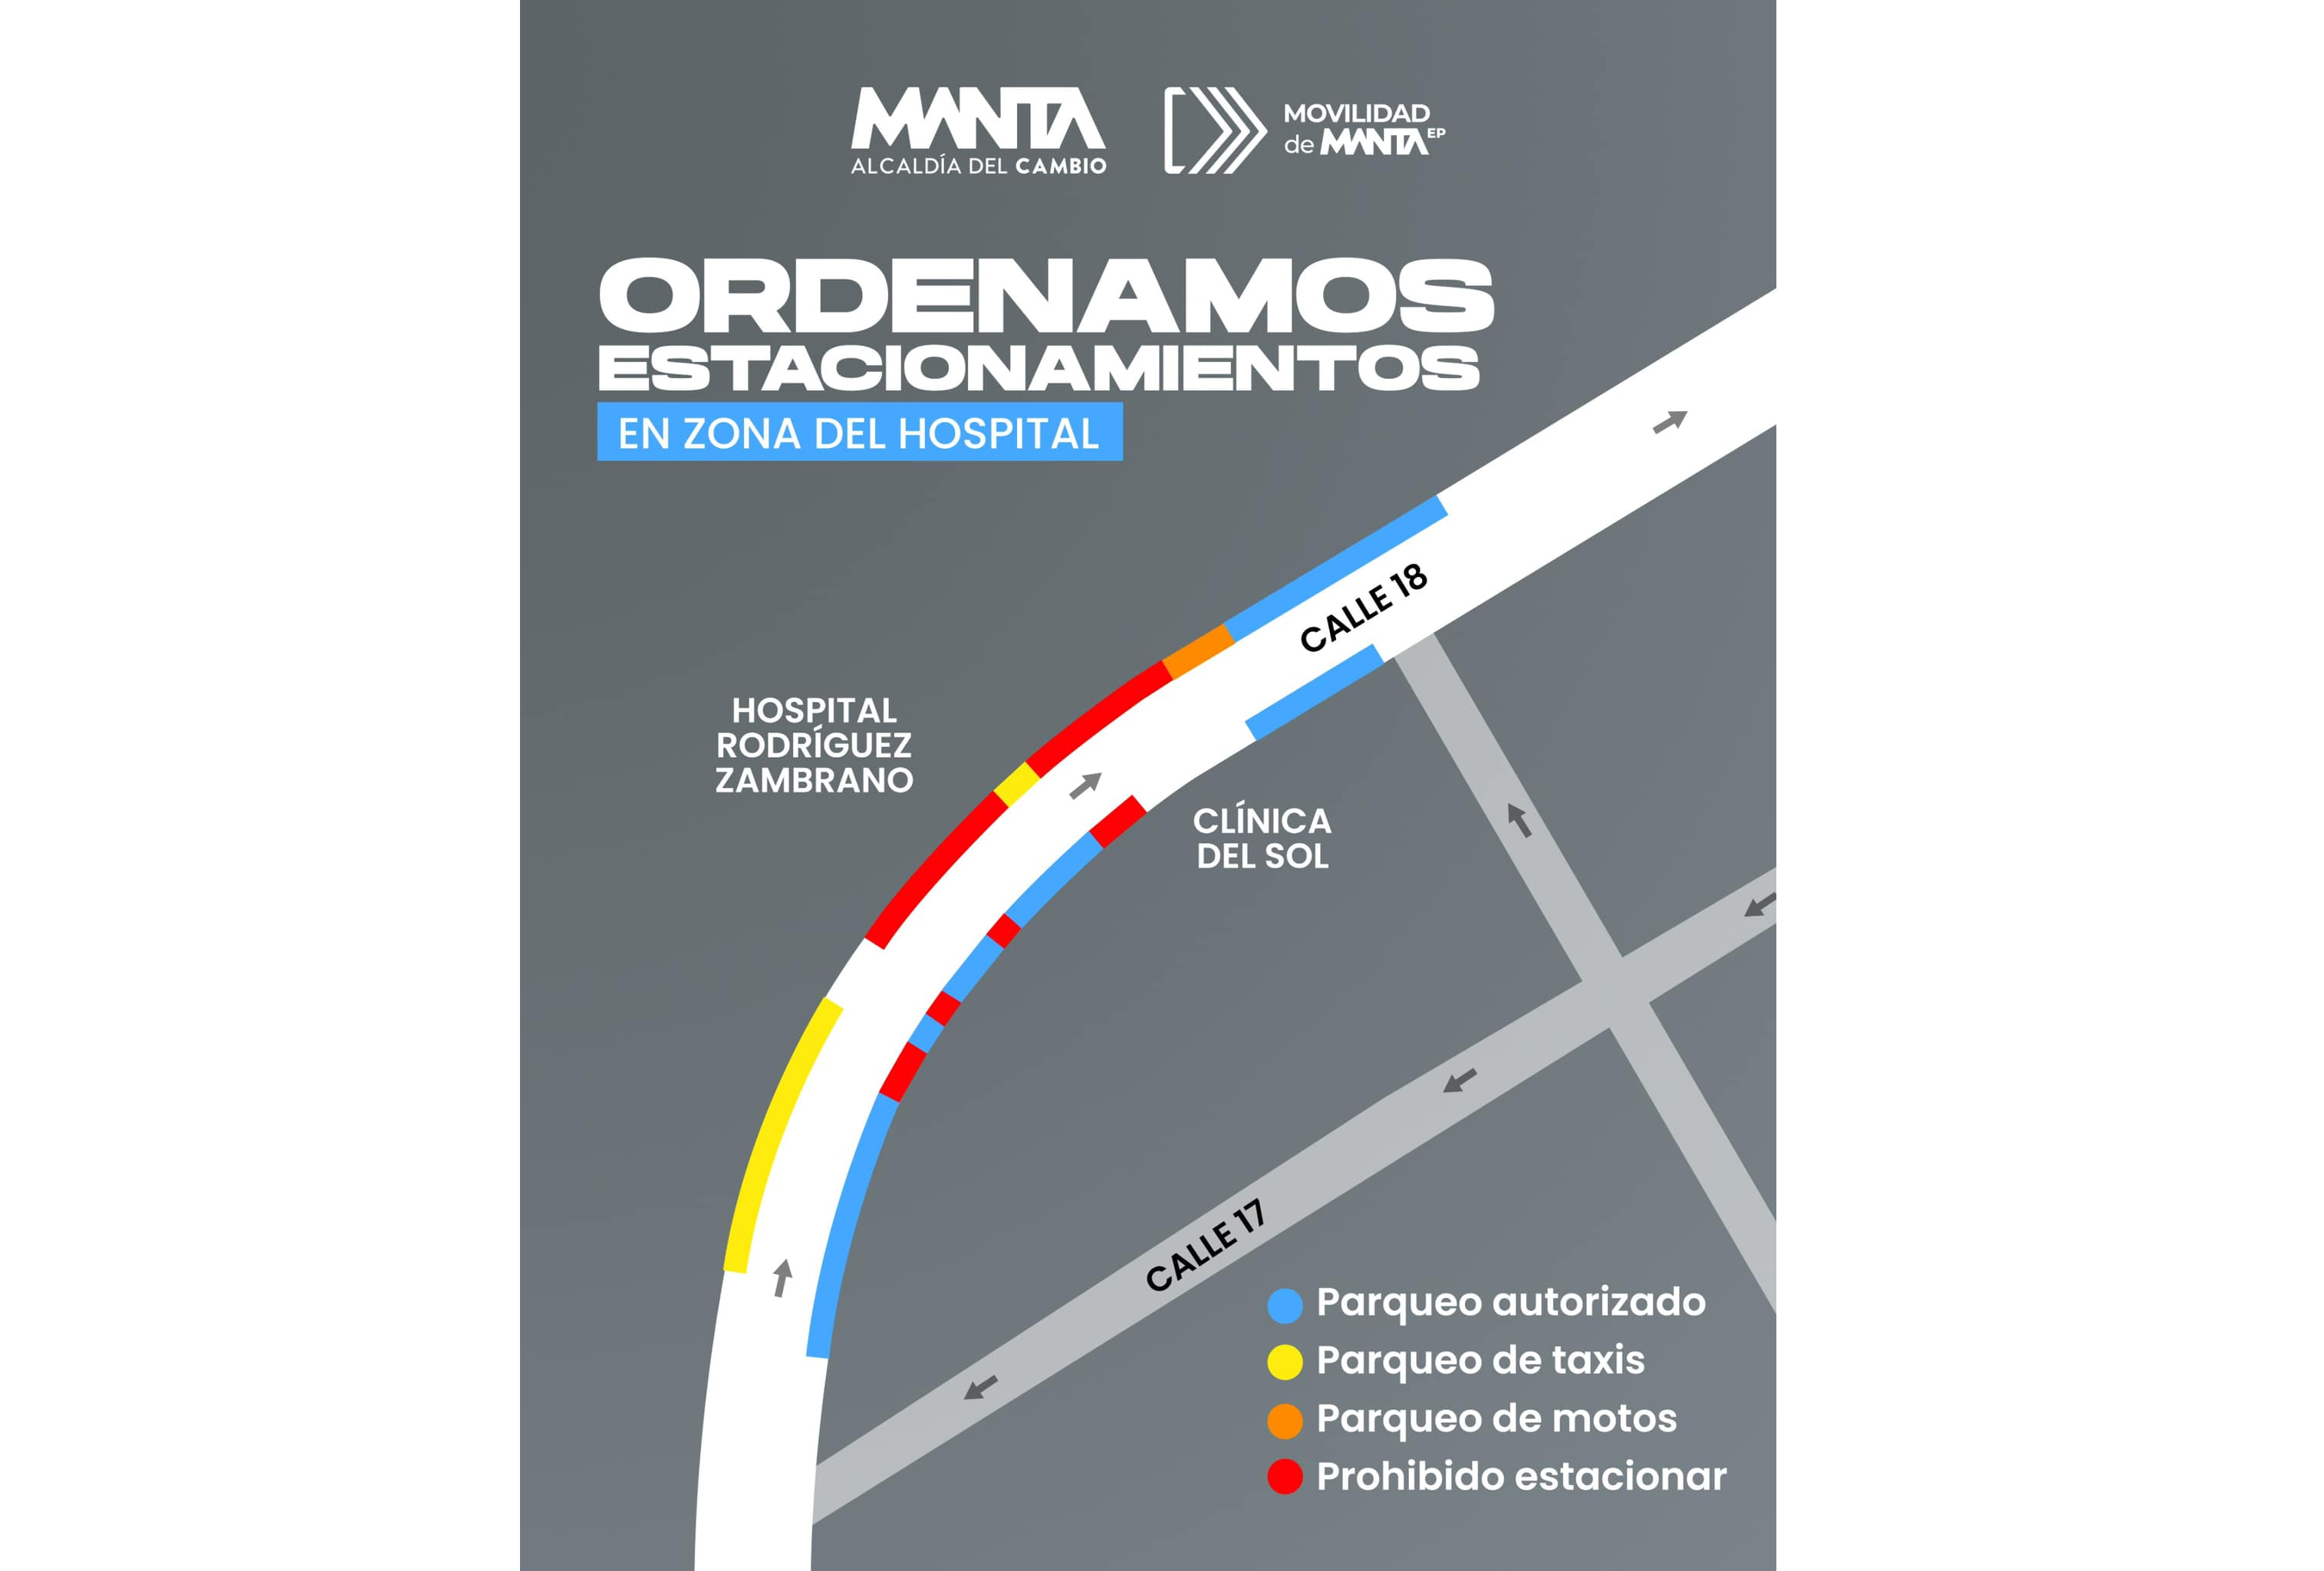 MANTA
ALCALDÍA DEL CAMBIO
MOVILIDAD
de MANTA EP
ORDENAMOS
ESTACIONAMIENTOS
EN ZONA DEL HOSPITAL
CALLE 18
HOSPITAL
RODRÍGUEZ
ZAMBRANO
CLÍNICA
DEL SOL
CALLE 17
Parqueo autorizado
Parqueo de taxis
Parqueo de motos
Prohibido estacionar